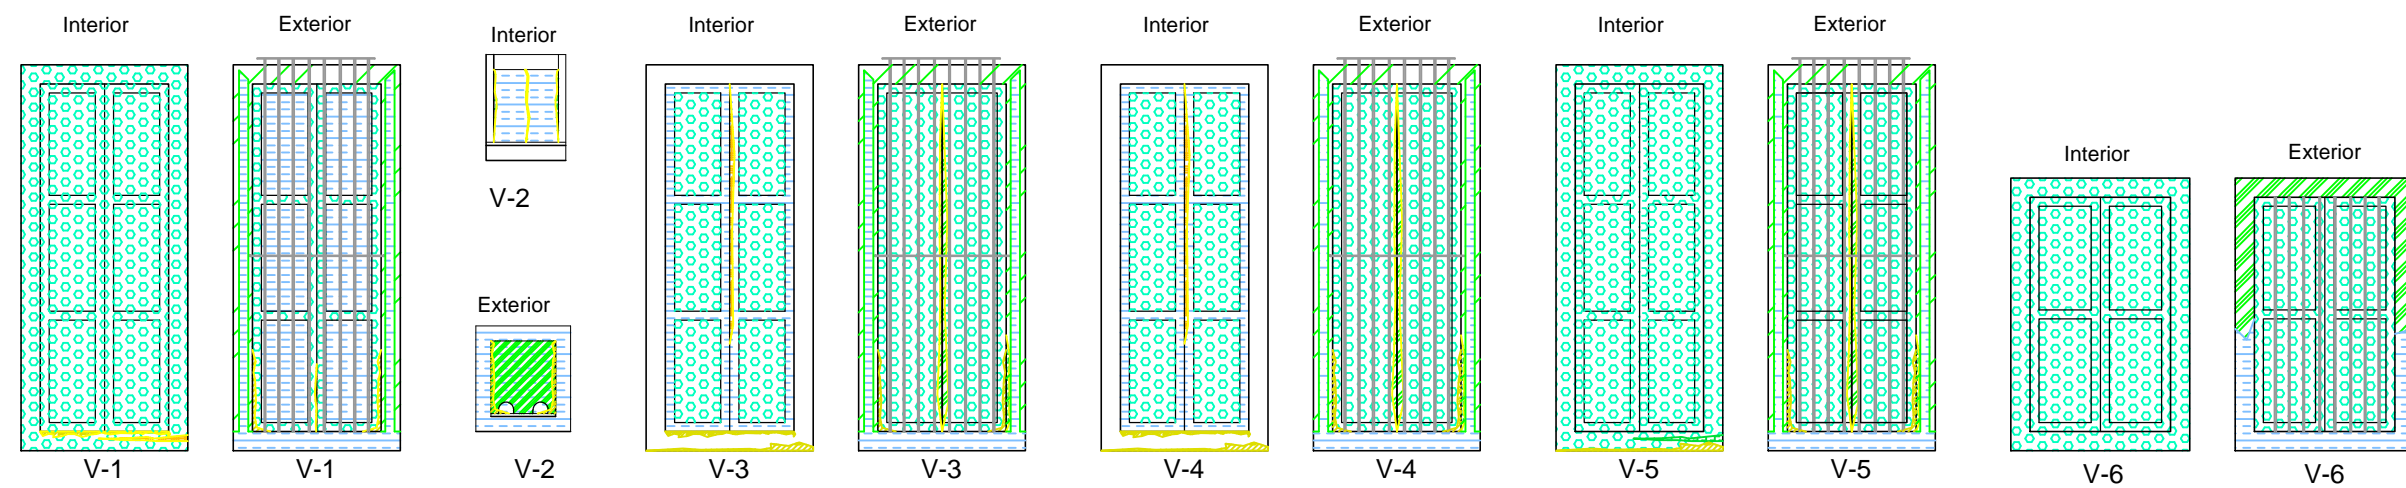 Interior
V-1
Exterior
V-1
Interior
V-2
Exterior
V-2
Interior
V-3
Exterior
V-3
Interior
V-4
Exterior
V-4
Interior
V-5
Exterior
V-5
Interior
V-6
Exterior
V-6